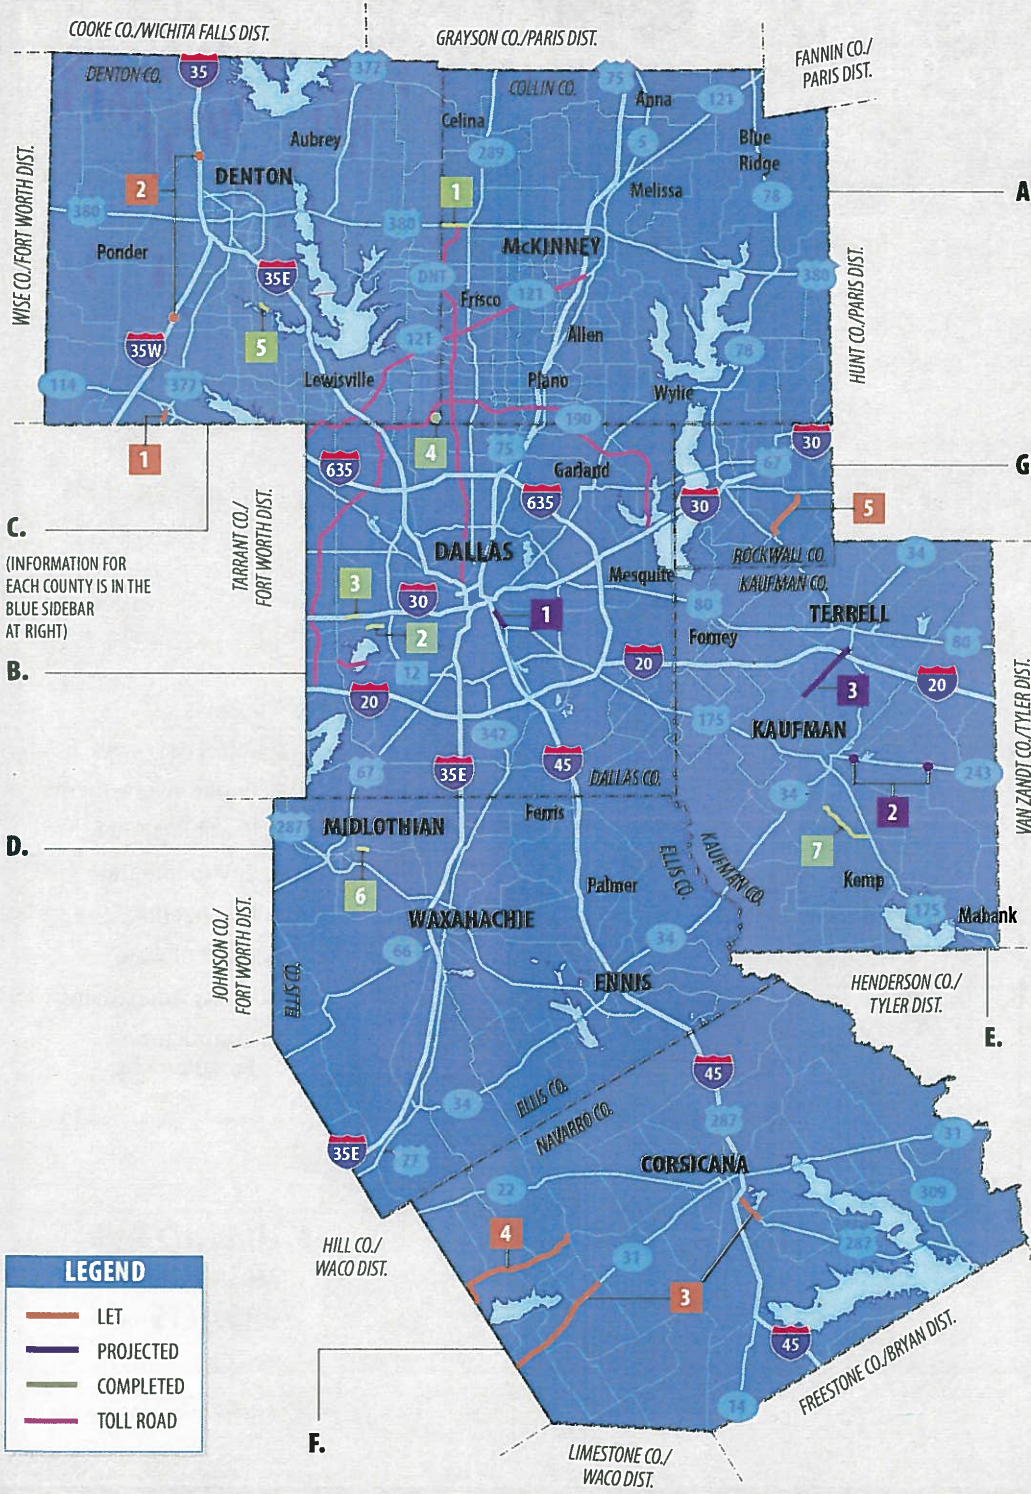 COOKE CO./WICHITA FALLS DIST.
GRAYSON CO./PARIS DIST.
FANNIN CO./
PARIS DIST.
DENTON CO.
35
377
COLLIN CO.
75
Anna
121
Celina
Aubrey
289
5
Blue
Ridge
WISE CO./FORT WORTH DIST.
2
DENTON
1
Melissa
78
A
380
380
McKINNEY
Ponder
35E
DNT
121
380
HUNT CO./PARIS DIST.
Frisco
5
35W
121
Allen
78
Lewisville
Plano
Wylie
114
377
190
1
4
75
30
635
Garland
67
G
635
30
5
C.
(INFORMATION FOR
EACH COUNTY IS IN THE
BLUE SIDEBAR
AT RIGHT)
TARRANT CO./
FORT WORTH DIST.
DALLAS
ROCKWALL CO.
KAUFMAN CO.
34
3
30
Mesquite
80
TERRELL
1
2
Forney
80
B.
12
20
20
3
20
175
KAUFMAN
VAN ZANDT CO./TYLER DIST.
342
67
35E
45
DALLAS CO.
243
34
2
287
MIDLOTHIAN
Ferris
D.
7
6
ELLIS CO.
KAUFMAN CO.
Kemp
Palmer
WAXAHACHIE
175
Mabank
JOHNSON CO./
FORT WORTH DIST.
66
34
ELLIS CO.
ENNIS
HENDERSON CO./
TYLER DIST.
E.
45
34
ELLIS CO.
NAVARRO CO.
287
31
35E
77
CORSICANA
22
309
4
HILL CO./
WACO DIST.
31
287
3
LEGEND
LET
PROJECTED
COMPLETED
TOLL ROAD
45
FREESTONE CO./BRYAN DIST.
14
F.
LIMESTONE CO./
WACO DIST.